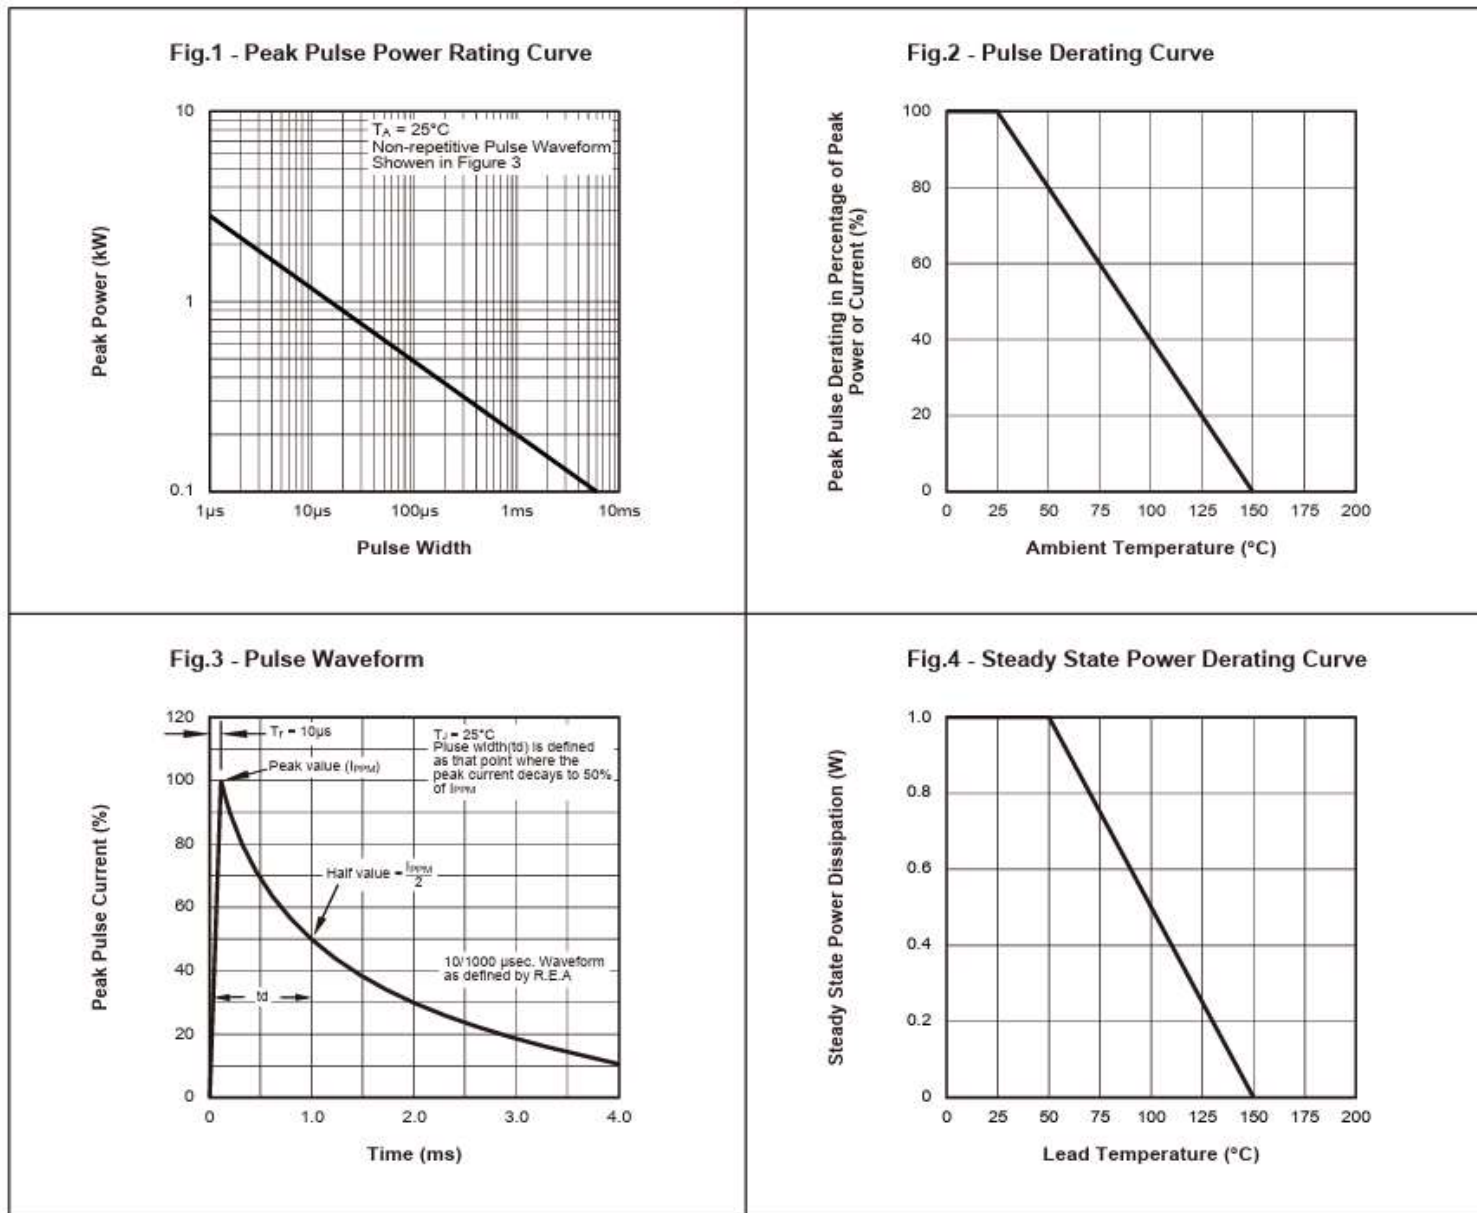 Fig.1 - Peak Pulse Power Rating Curve
10
TA = 25°C
Non-repetitive Pulse Waveform
Showen in Figure 3
Peak Power (kW)
1
0.1
1μs
10μs
100μs
1ms
10ms
Pulse Width
Fig.2 - Pulse Derating Curve
Peak Pulse Derating in Percentage of Peak
Power or Current (%)
100
80
60
40
20
0
0
25
50
75
100
125
150
175
200
Ambient Temperature (°C)
Fig.3 - Pulse Waveform
120
Tr = 10μs
TJ = 25°C
Pluse width(td) is defined
as that point where the
peak current decays to 50%
of IPPM
Peak value (IPPM)
100
Peak Pulse Current (%)
80
Half value = IPPM
2
60
10/1000 μsec. Waveform
as defined by R.E.A
40
td
20
0
0
1.0
2.0
3.0
4.0
Time (ms)
Fig.4 - Steady State Power Derating Curve
Steady State Power Dissipation (W)
1.0
0.8
0.6
0.4
0.2
0
0
25
50
75
100
125
150
175
200
Lead Temperature (°C)